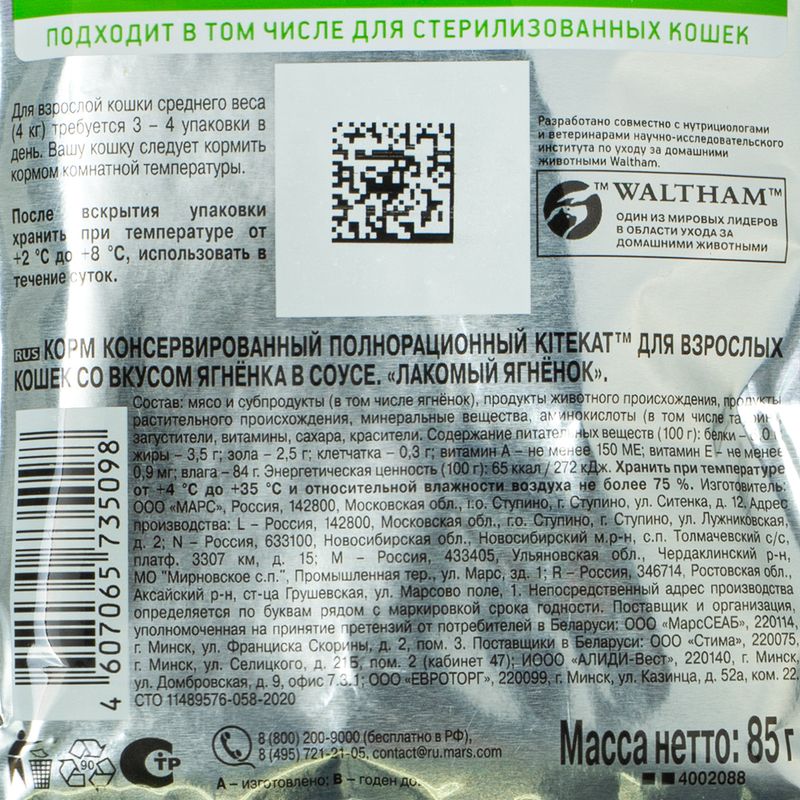 ПОДХОДИТ В ТОМ ЧИСЛЕ ДЛЯ СТЕРИЛИЗОВАННЫХ КОШЕК
Для взрослой кошки среднего веса
(4 кг) требуется 3 – 4 упаковки в
день. Вашу кошку следует кормить
кормом комнатной температуры.
После вскрытия упаковки
хранить при температуре от
+2 °C до +8 °C, использовать в
течение суток.
Разработано совместно с нутрициологами
и ветеринарами научно-исследовательского
института по уходу за домашними
животными Waltham.
™ WALTHAM™
ОДИН ИЗ МИРОВЫХ ЛИДЕРОВ
В ОБЛАСТИ УХОДА ЗА
ДОМАШНИМИ ЖИВОТНЫМИ
RUS КОРМ КОНСЕРВИРОВАННЫЙ ПОЛНОРАЦИОННЫЙ KITEKAT™ ДЛЯ ВЗРОСЛЫХ
КОШЕК СО ВКУСОМ ЯГНЁНКА В СОУСЕ. «ЛАКОМЫЙ ЯГНЁНОК».
Состав: мясо и субпродукты (в том числе ягнёнок), продукты животного происхождения, продукты
растительного происхождения, минеральные вещества, аминокислоты (в том числе
загустители, витамины, сахара, красители. Содержание питательных веществ (100 г): белки –
жиры – 3,5 г; зола – 2,5 г; клетчатка – 0,3 г; витамин А – не менее 150 МЕ; витамин Е – не менее
0,9 мг; влага – 84 г. Энергетическая ценность (100 г): 65 ккал / 272 кДж. Хранить при температуре
от +4 °C до +35 °C и относительной влажности воздуха не более 75 %. Изготовитель:
ООО «МАРС», Россия, 142800, Московская обл., г.о. Ступино, г. Ступино, ул. Ситенка, д. 12. Адрес
производства: L – Россия, 142800, Московская обл., г.о. Ступино, г. Ступино, ул. Лужниковская,
д. 2; N – Россия, 633100, Новосибирская обл., Новосибирский м.р-н, с.п. Толмачевский с/с,
платф. 3307 км, д. 15; M – Россия, 433405, Ульяновская обл., Чердаклинский р-н,
МО "Мирновское с.п.", Промышленная тер., ул. Марс, зд. 1; R – Россия, 346714, Ростовская обл.,
Аксайский р-н, ст-ца Грушевская, ул. Марсово поле, 1. Непосредственный адрес производства
определяется по буквам рядом с маркировкой срока годности. Поставщик и организация,
уполномоченная на принятие претензий от потребителей в Беларуси: ООО «МарсСЕАБ», 220114,
г. Минск, ул. Франциска Скорины, д. 2, пом. 3. Поставщики в Беларуси: ООО «Стима», 220075,
г. Минск, ул. Селицкого, д. 21Б, пом. 2 (кабинет 47); ИООО «АЛИДИ-Вест», 220140, г. Минск,
ул. Домбровская, д. 9, офис 7.3.1; ООО «ЕВРОТОРГ», 220099, г. Минск, ул. Казинца, д. 52а, ком. 22.
СТО 11489576-058-2020
4 607065 735098
90
СТР
8 (800) 200-9000 (бесплатно в РФ),
8 (495) 721-21-05, contact@ru.mars.com
А – изготовлено; В – годен до.
Масса нетто: 85 г
4002088